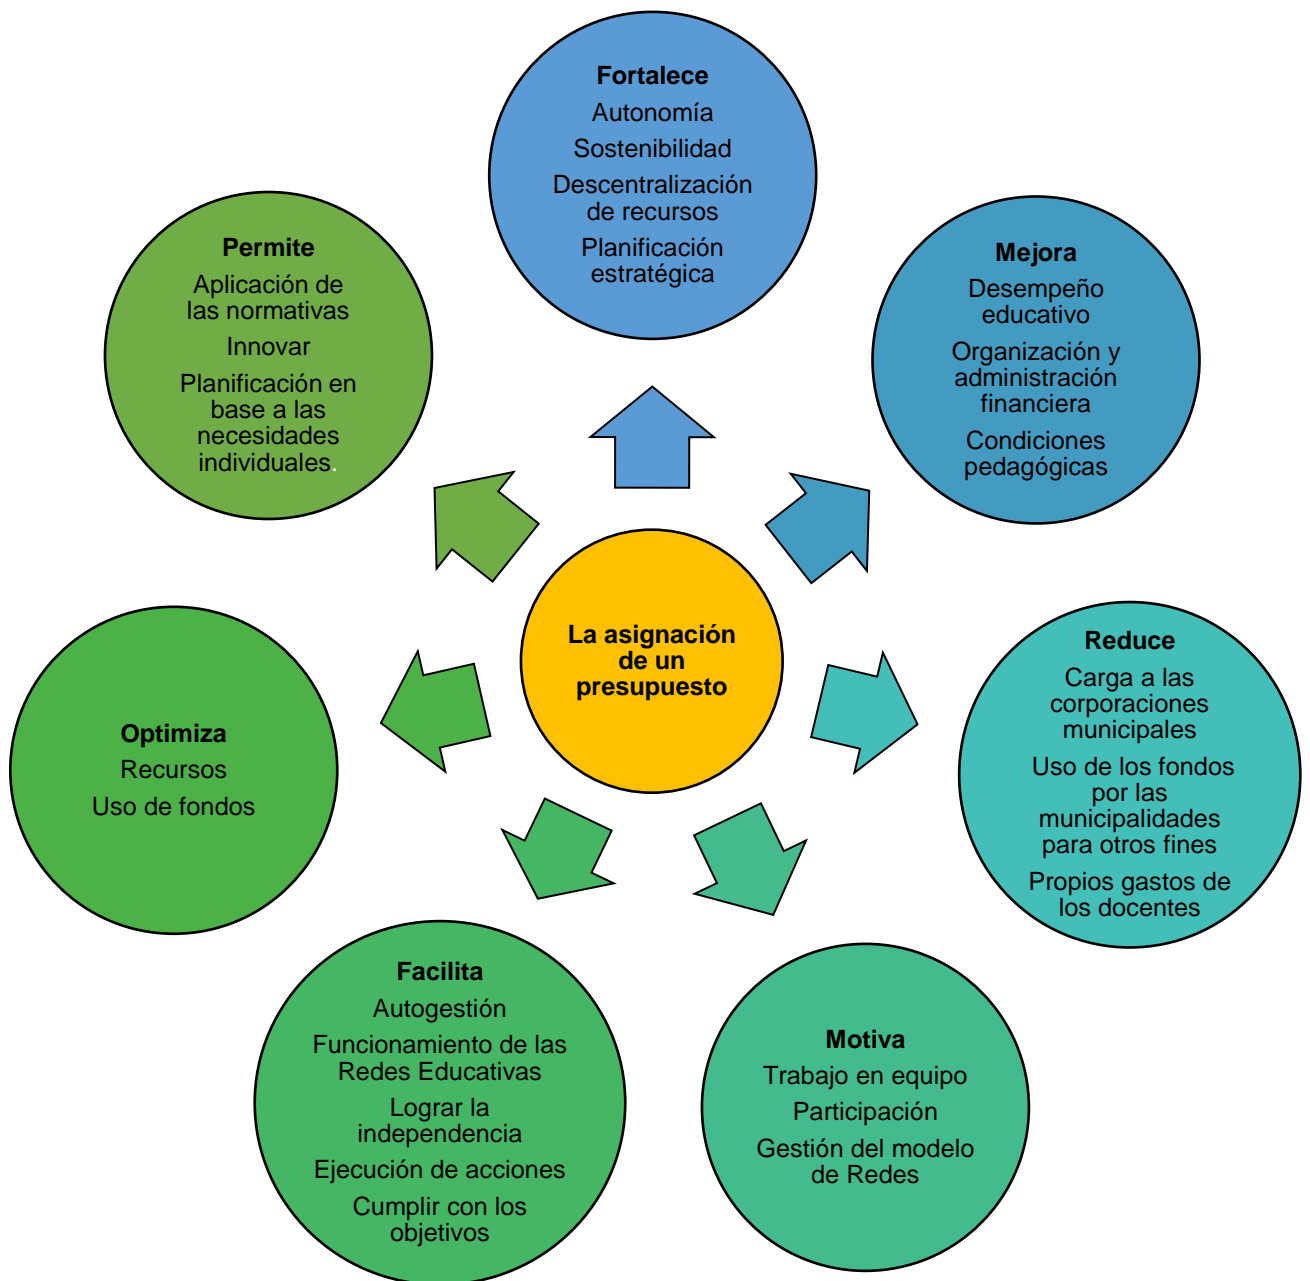 Fortalece
Autonomía
Sostenibilidad
Descentralización
de recursos
Planificación
estratégica
Mejora
Desempeño
educativo
Organización y
administración
financiera
Condiciones
pedagógicas
Reduce
Carga a las
corporaciones
municipales
Uso de los fondos
por las
municipalidades
para otros fines
Propios gastos de
los docentes
Motiva
Trabajo en equipo
Participación
Gestión del modelo
de Redes
Facilita
Autogestión
Funcionamiento de las
Redes Educativas
Lograr la
independencia
Ejecución de acciones
Cumplir con los
objetivos
Optimiza
Recursos
Uso de fondos
Permite
Aplicación de
las normativas
Innovar
Planificación en
base a las
necesidades
individuales.
La asignación
de un
presupuesto